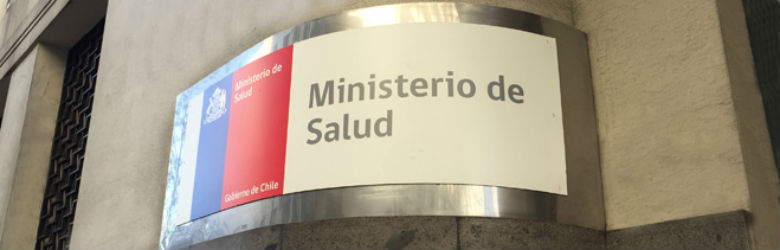 Ministerio de
Salud
Gobierno de Chile
Ministerio de
Salud